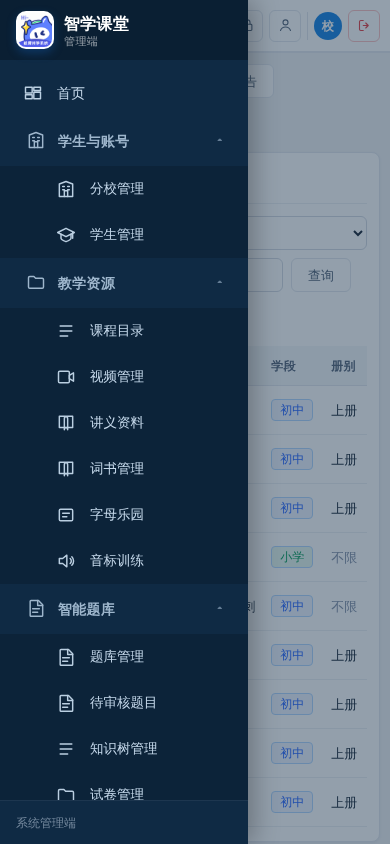 智学课堂
管理端
校
告
首页
学生与账号
分校管理
学生管理
查询
教学资源
课程目录
视频管理
讲义资料
词书管理
字母乐园
音标训练
学段 册别
初中 上册
初中 上册
初中 上册
小学 不限
初中 不限
初中 上册
初中 上册
初中 上册
初中 上册
智能题库
题库管理
待审核题目
知识树管理
试卷管理
系统管理端